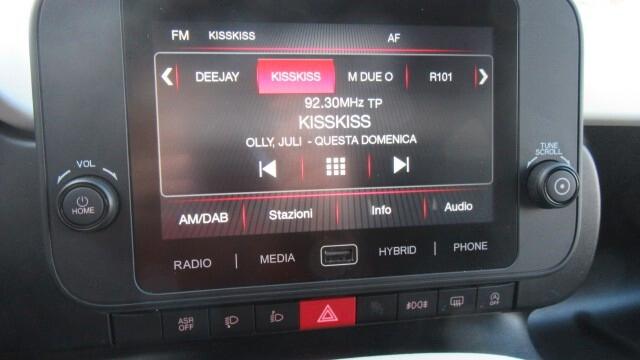 FM KISSKISS AF
DEEJAY KISSKISS M DUE O R101
92.30MHz TP
KISSKISS
OLLY, JULI - QUESTA DOMENICA
VOL
HOME
TUNE
SCROLL
AM/DAB Stazioni Info Audio
RADIO MEDIA HYBRID PHONE
ASR
OFF